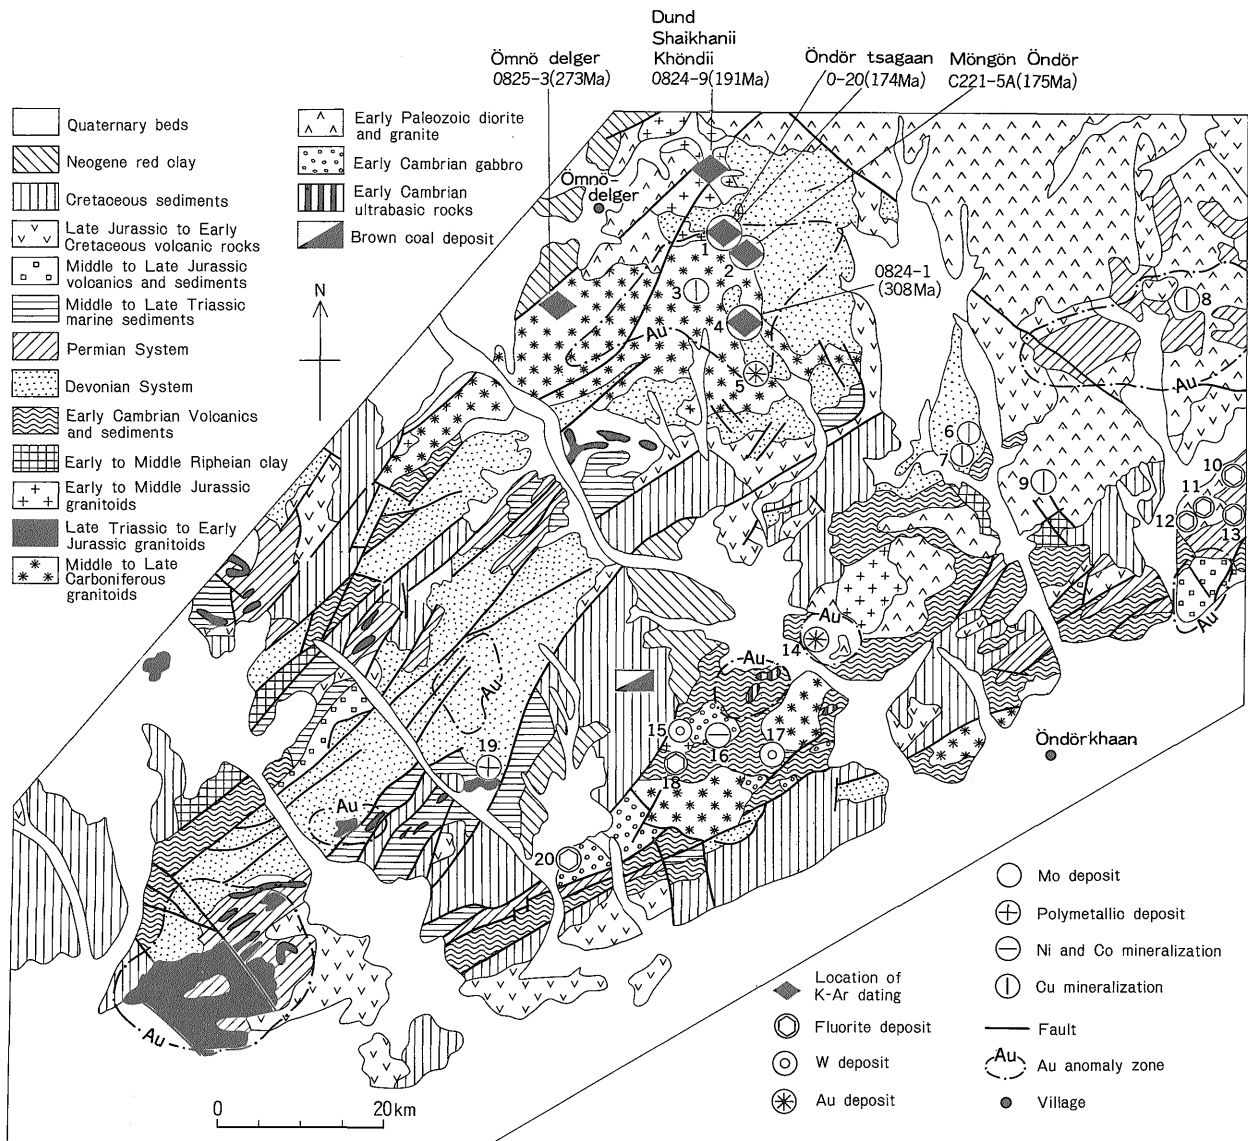 Ömnö delger
0825-3(273Ma)
Dund
Shaikhanii
Khöndii
0824-9(191Ma)
Öndör tsagaan
0-20(174Ma)
Möngön Öndör
C221-5A(175Ma)
Quaternary beds
Neogene red clay
Cretaceous sediments
Late Jurassic to Early
Cretaceous volcanic rocks
Middle to Late Jurassic
volcanics and sediments
Middle to Late Triassic
marine sediments
Permian System
Devonian System
Early Cambrian Volcanics
and sediments
Early to Middle Ripheian clay
Early to Middle Jurassic
granitoids
Late Triassic to Early
Jurassic granitoids
Middle to Late
Carboniferous
granitoids
Early Paleozoic diorite
and granite
Early Cambrian gabbro
Early Cambrian
ultrabasic rocks
Brown coal deposit
N
Ömnö-
delger
1
2
3
0824-1
(308Ma)
4
Au
5
8
Au
6
9
10
11
12
13
Au
Au
14
Au
Au
15
16
17
18
19
Öndörkhaan
Au
20
Au
Mo deposit
Polymetallic deposit
Ni and Co mineralization
Cu mineralization
Location of
K-Ar dating
Fluorite deposit
W deposit
Au deposit
Fault
Au
Au anomaly zone
Village
0
20km